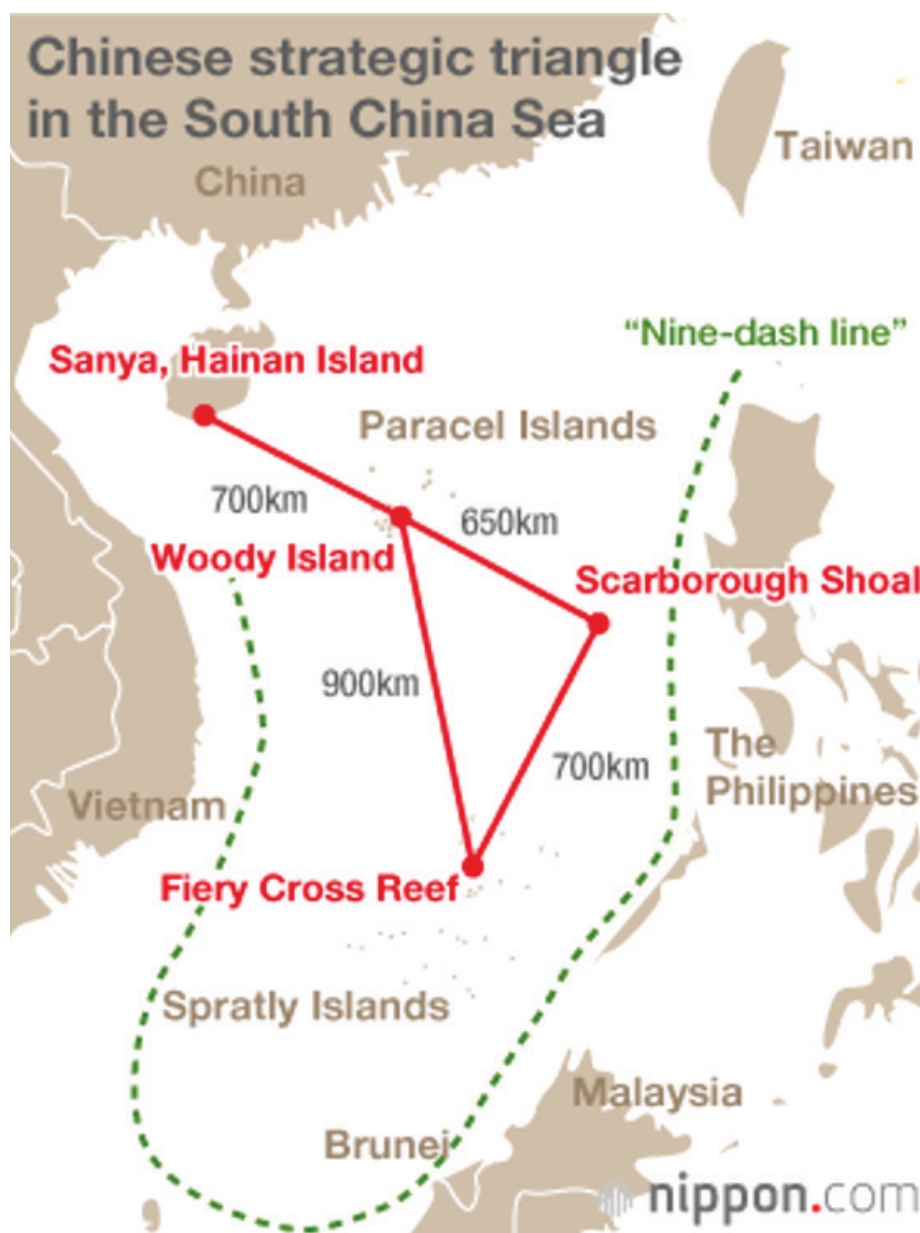 Chinese strategic triangle
in the South China Sea
China
Taiwan
“Nine-dash line”
Sanya, Hainan Island
Paracel Islands
700km
650km
Woody Island
Scarborough Shoal
900km
700km
The
Philippines
Vietnam
Fiery Cross Reef
Spratly Islands
Malaysia
Brunei
nippon.com